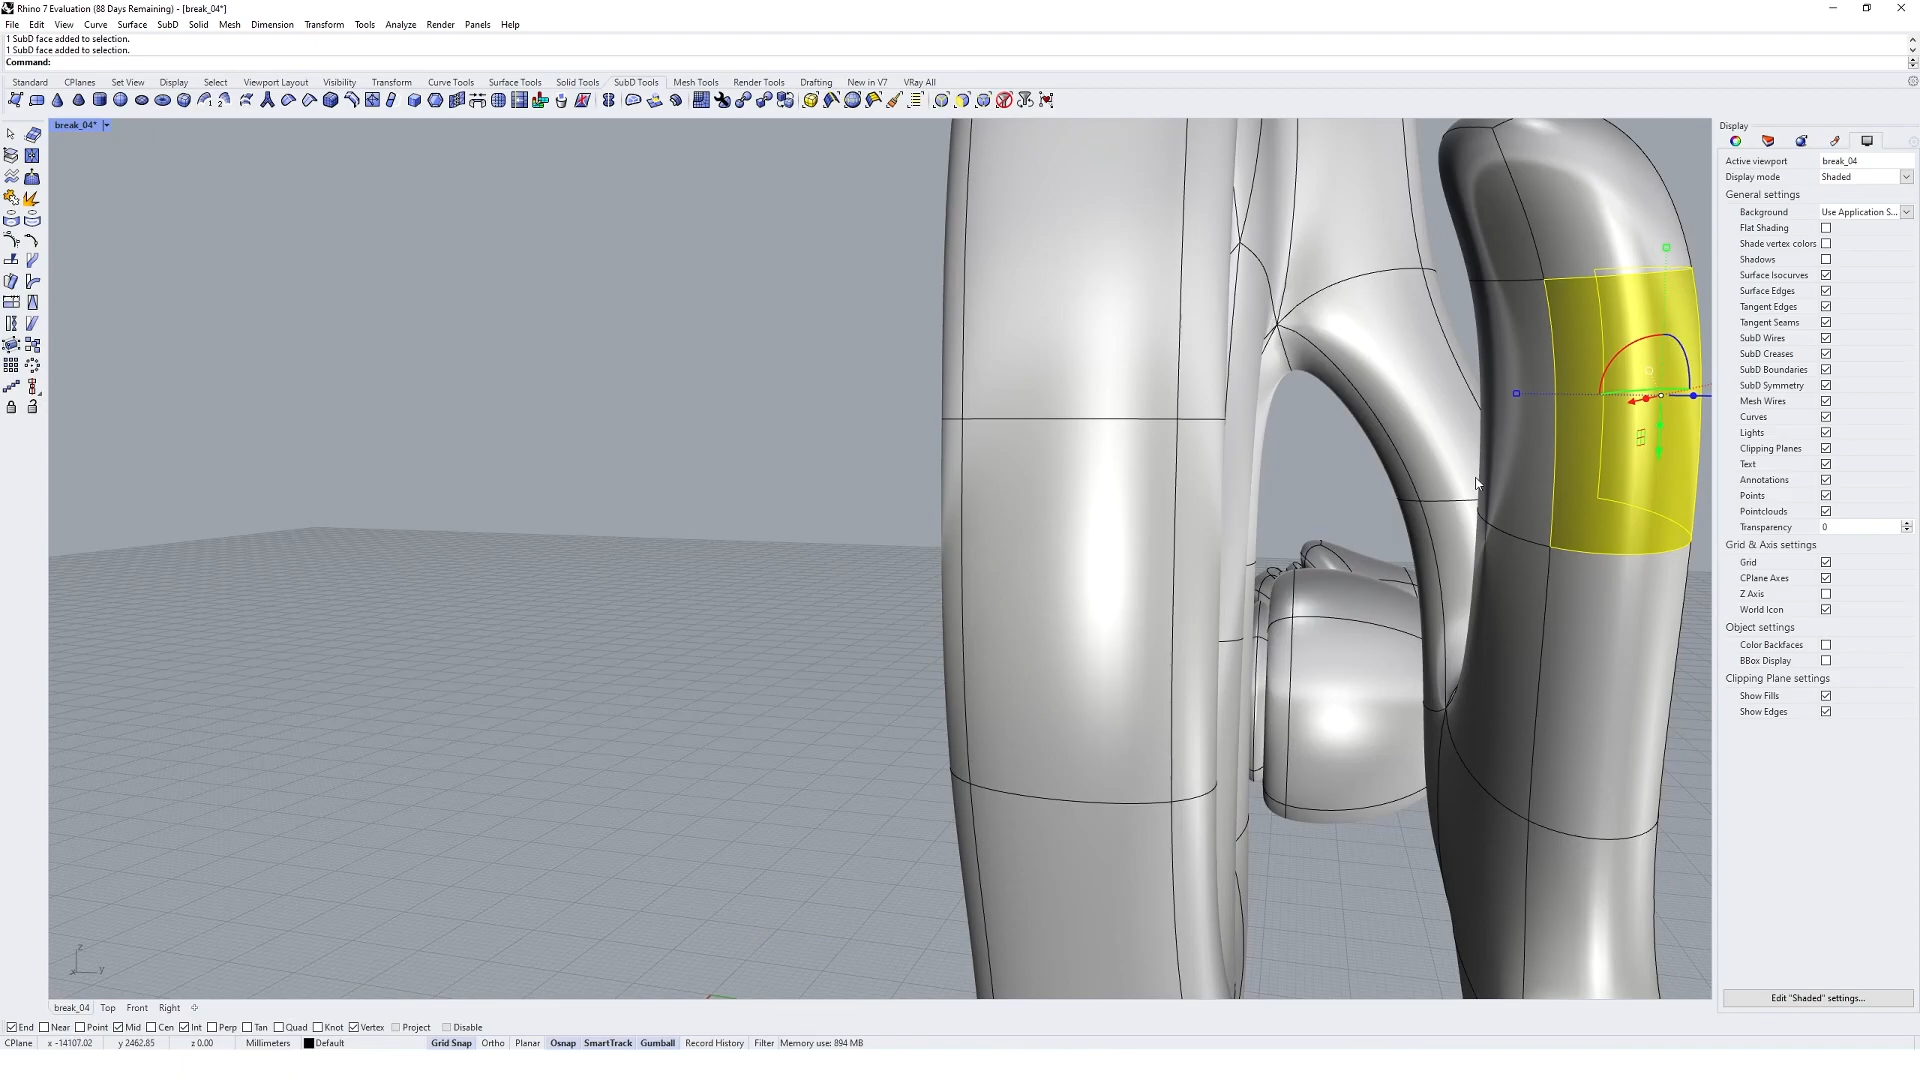 Rhino 7 Evaluation (88 Days Remaining) - [break_04*]
File Edit View Curve Surface SubD Solid Mesh Dimension Transform Tools Analyze Render Panels Help
1 SubD face added to selection.
1 SubD face added to selection.
Command:
Standard CPlanes Set View Display Select Viewport Layout Visibility Transform Curve Tools Surface Tools Solid Tools SubD Tools Mesh Tools Render Tools Drafting New in V7 VRay All
break_04*
Display
Active viewport break_04
Display mode Shaded
General settings
Background Use Application S...
Flat Shading
Shade vertex colors
Shadows
Surface Isocurves
Surface Edges
Tangent Edges
Tangent Seams
SubD Wires
SubD Creases
SubD Boundaries
SubD Symmetry
Mesh Wires
Curves
Lights
Clipping Planes
Text
Annotations
Points
Pointclouds
Transparency 0
Grid & Axis settings
Grid
CPlane Axes
Z Axis
World Icon
Object settings
Color Backfaces
BBox Display
Clipping Plane settings
Show Fills
Show Edges
z
x y
Edit "Shaded" settings...
break_04 Top Front Right
End Near Point Mid Cen Int Perp Tan Quad Knot Vertex Project Disable
CPlane x -14107.02 y 2462.85 z 0.00 Millimeters Default Grid Snap Ortho Planar Osnap SmartTrack Gumball Record History Filter Memory use: 894 MB